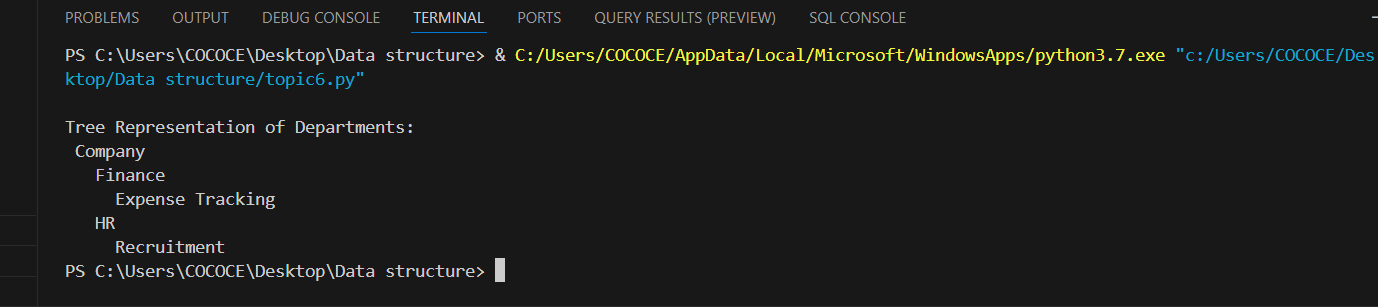 PROBLEMS OUTPUT DEBUG CONSOLE TERMINAL PORTS QUERY RESULTS (PREVIEW) SQL CONSOLE
PS C:\Users\COCOCE\Desktop\Data structure> & C:/Users/COCOCE/AppData/Local/Microsoft/WindowsApps/python3.7.exe "c:/Users/COCOCE/Des
ktop/Data structure/topic6.py"
Tree Representation of Departments:
Company
Finance
Expense Tracking
HR
Recruitment
PS C:\Users\COCOCE\Desktop\Data structure>